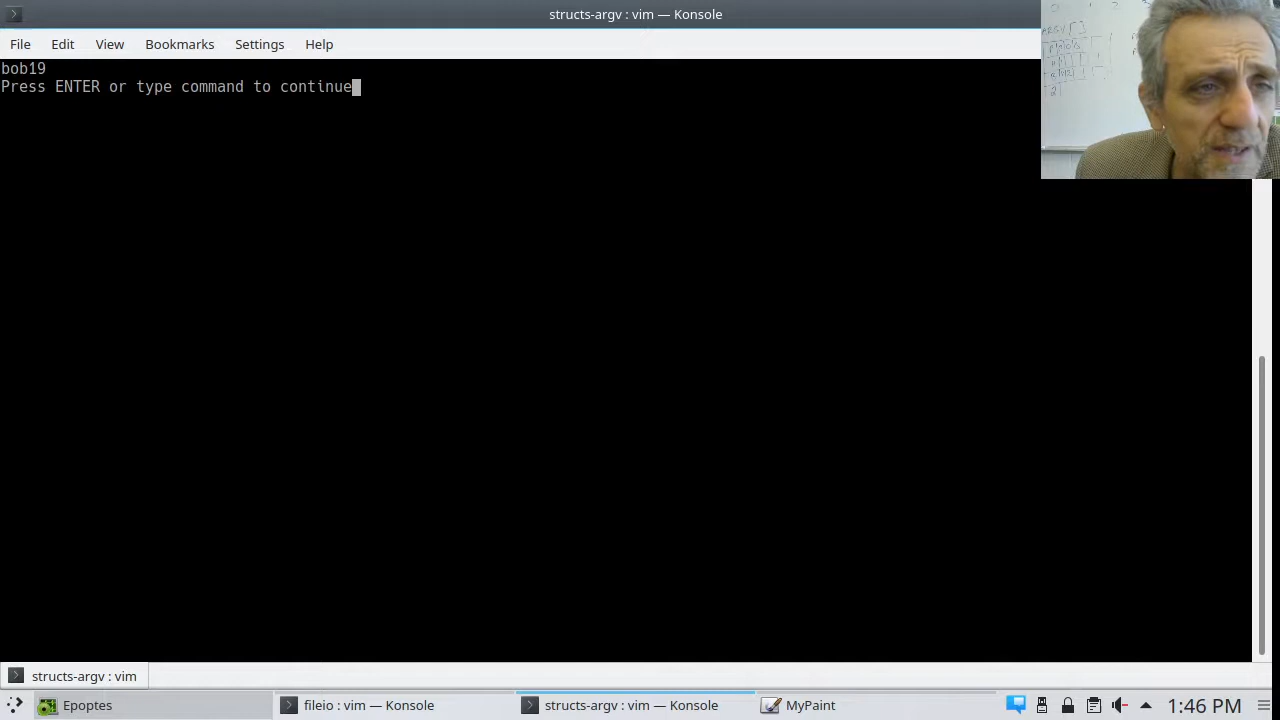 structs-argv : vim — Konsole
File Edit View Bookmarks Settings Help
bob19
Press ENTER or type command to continue
structs-argv : vim
Epoptes
fileio : vim — Konsole
structs-argv : vim — Konsole
MyPaint
1:46 PM